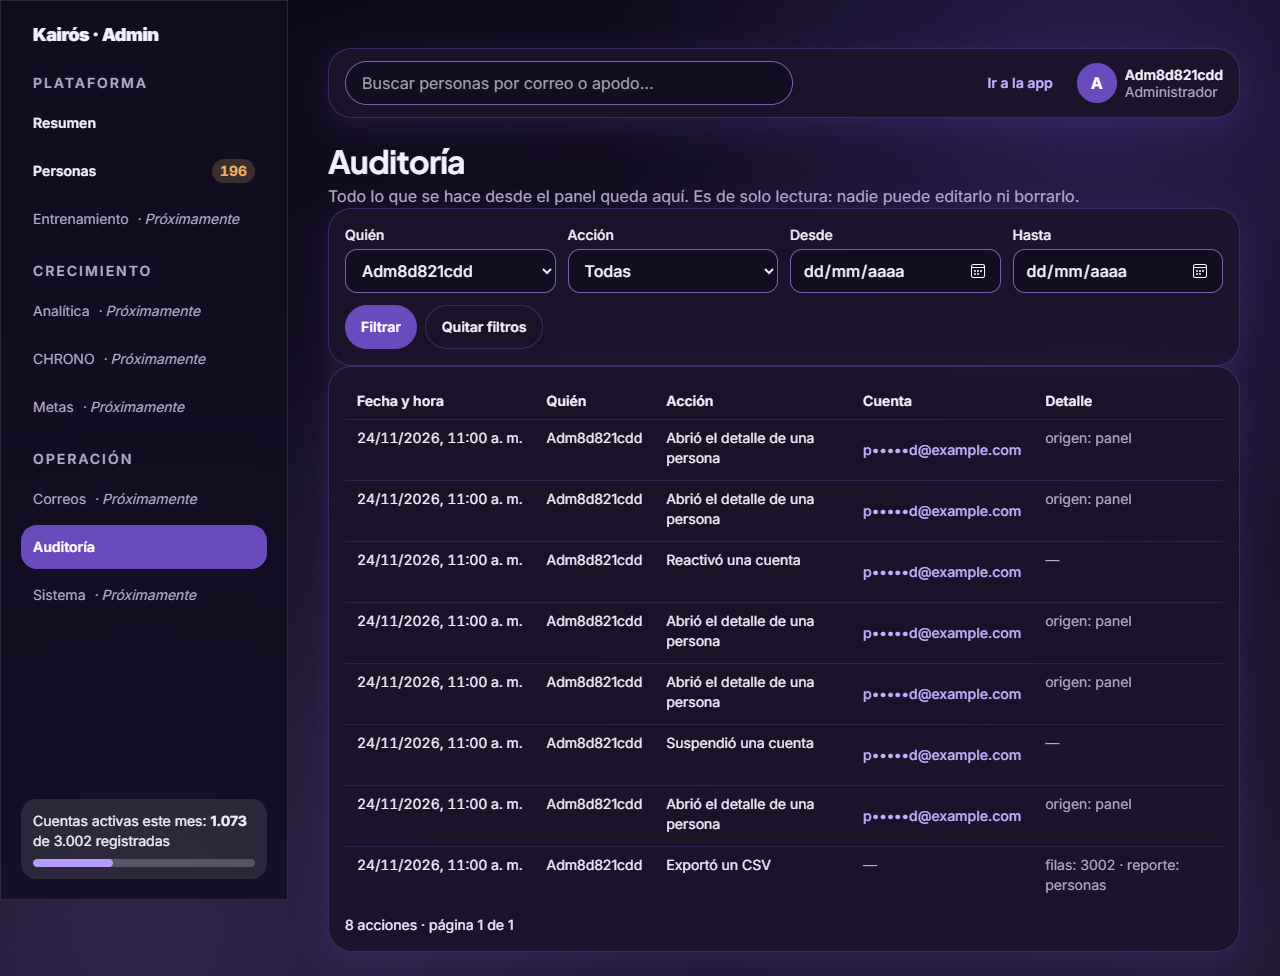 Kairós · Admin
PLATAFORMA
Resumen
Personas 196
Entrenamiento · Próximamente
CRECIMIENTO
Analítica · Próximamente
CHRONO · Próximamente
Metas · Próximamente
OPERACIÓN
Correos · Próximamente
Auditoría
Sistema · Próximamente
Cuentas activas este mes: 1.073
de 3.002 registradas
Buscar personas por correo o apodo...
Ir a la app
A
Adm8d821cdd
Administrador
Auditoría
Todo lo que se hace desde el panel queda aquí. Es de solo lectura: nadie puede editarlo ni borrarlo.
Quién Acción Desde Hasta
Adm8d821cdd Todas dd/mm/aaaa dd/mm/aaaa
Filtrar Quitar filtros
Fecha y hora Quién Acción Cuenta Detalle
24/11/2026, 11:00 a. m. Adm8d821cdd Abrió el detalle de una persona p•••••d@example.com origen: panel
24/11/2026, 11:00 a. m. Adm8d821cdd Abrió el detalle de una persona p•••••d@example.com origen: panel
24/11/2026, 11:00 a. m. Adm8d821cdd Reactivó una cuenta p•••••d@example.com —
24/11/2026, 11:00 a. m. Adm8d821cdd Abrió el detalle de una persona p•••••d@example.com origen: panel
24/11/2026, 11:00 a. m. Adm8d821cdd Abrió el detalle de una persona p•••••d@example.com origen: panel
24/11/2026, 11:00 a. m. Adm8d821cdd Suspendió una cuenta p•••••d@example.com —
24/11/2026, 11:00 a. m. Adm8d821cdd Abrió el detalle de una persona p•••••d@example.com origen: panel
24/11/2026, 11:00 a. m. Adm8d821cdd Exportó un CSV — filas: 3002 · reporte: personas
8 acciones · página 1 de 1